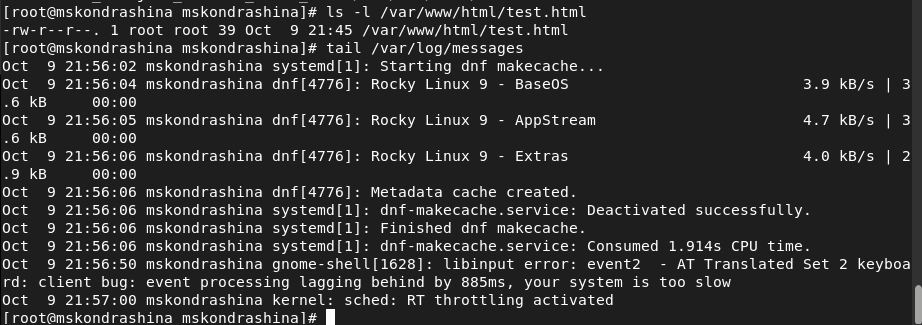 [root@mskondrashina mskondrashina]# ls -l /var/www/html/test.html
-rw-r--r--. 1 root root 39 Oct  9 21:45 /var/www/html/test.html
[root@mskondrashina mskondrashina]# tail /var/log/messages
Oct  9 21:56:02 mskondrashina systemd[1]: Starting dnf makecache...
Oct  9 21:56:04 mskondrashina dnf[4776]: Rocky Linux 9 - BaseOS                          3.9 kB/s | 3
.6 kB     00:00
Oct  9 21:56:05 mskondrashina dnf[4776]: Rocky Linux 9 - AppStream                       4.7 kB/s | 3
.6 kB     00:00
Oct  9 21:56:06 mskondrashina dnf[4776]: Rocky Linux 9 - Extras                          4.0 kB/s | 2
.9 kB     00:00
Oct  9 21:56:06 mskondrashina dnf[4776]: Metadata cache created.
Oct  9 21:56:06 mskondrashina systemd[1]: dnf-makecache.service: Deactivated successfully.
Oct  9 21:56:06 mskondrashina systemd[1]: Finished dnf makecache.
Oct  9 21:56:06 mskondrashina systemd[1]: dnf-makecache.service: Consumed 1.914s CPU time.
Oct  9 21:56:50 mskondrashina gnome-shell[1628]: libinput error: event2  - AT Translated Set 2 keyboa
rd: client bug: event processing lagging behind by 885ms, your system is too slow
Oct  9 21:57:00 mskondrashina kernel: sched: RT throttling activated
[root@mskondrashina mskondrashina]#